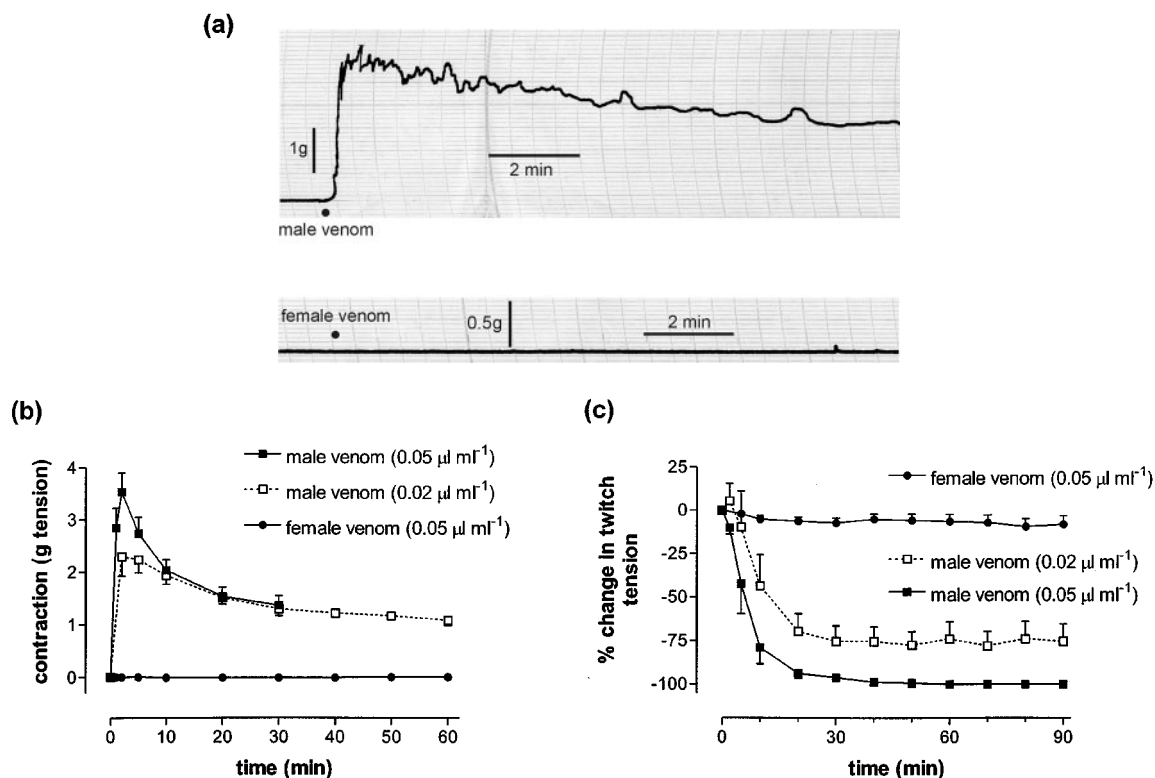 (a)
1g
2 min
male venom
female venom
0.5g
2 min
(b)
contraction (g tension)
4
3
2
1
0
male venom (0.05 µl ml⁻¹)
male venom (0.02 µl ml⁻¹)
female venom (0.05 µl ml⁻¹)
0 10 20 30 40 50 60
time (min)
(c)
% change in twitch
tension
25
0
-25
-50
-75
-100
female venom (0.05 µl ml⁻¹)
male venom (0.02 µl ml⁻¹)
male venom (0.05 µl ml⁻¹)
0 30 60 90
time (min)